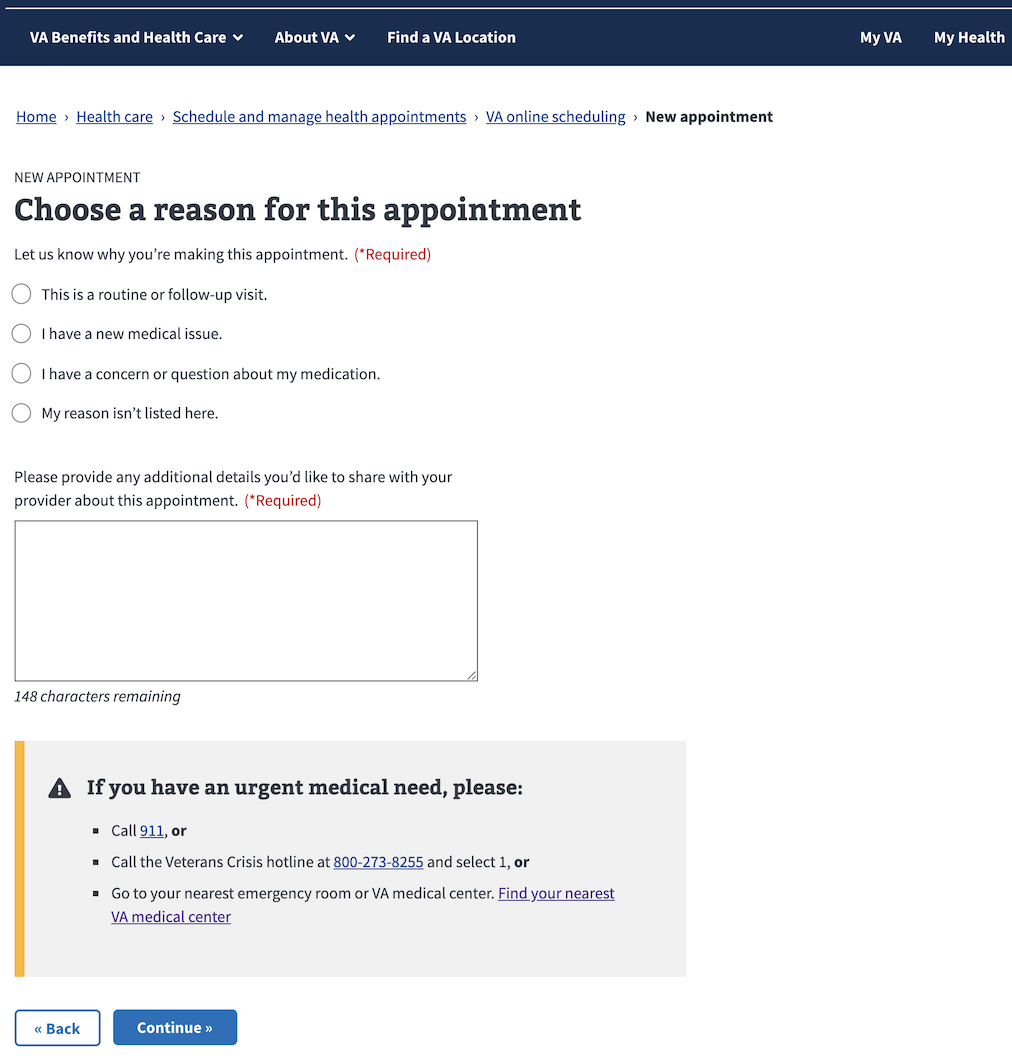 VA Benefits and Health Care About VA Find a VA Location My VA My Health
Home › Health care › Schedule and manage health appointments › VA online scheduling › New appointment
NEW APPOINTMENT
Choose a reason for this appointment
Let us know why you’re making this appointment. (*Required)
This is a routine or follow-up visit.
I have a new medical issue.
I have a concern or question about my medication.
My reason isn’t listed here.
Please provide any additional details you’d like to share with your
provider about this appointment. (*Required)
148 characters remaining
If you have an urgent medical need, please:
▪ Call 911, or
▪ Call the Veterans Crisis hotline at 800-273-8255 and select 1, or
▪ Go to your nearest emergency room or VA medical center. Find your nearest
VA medical center
« Back Continue »